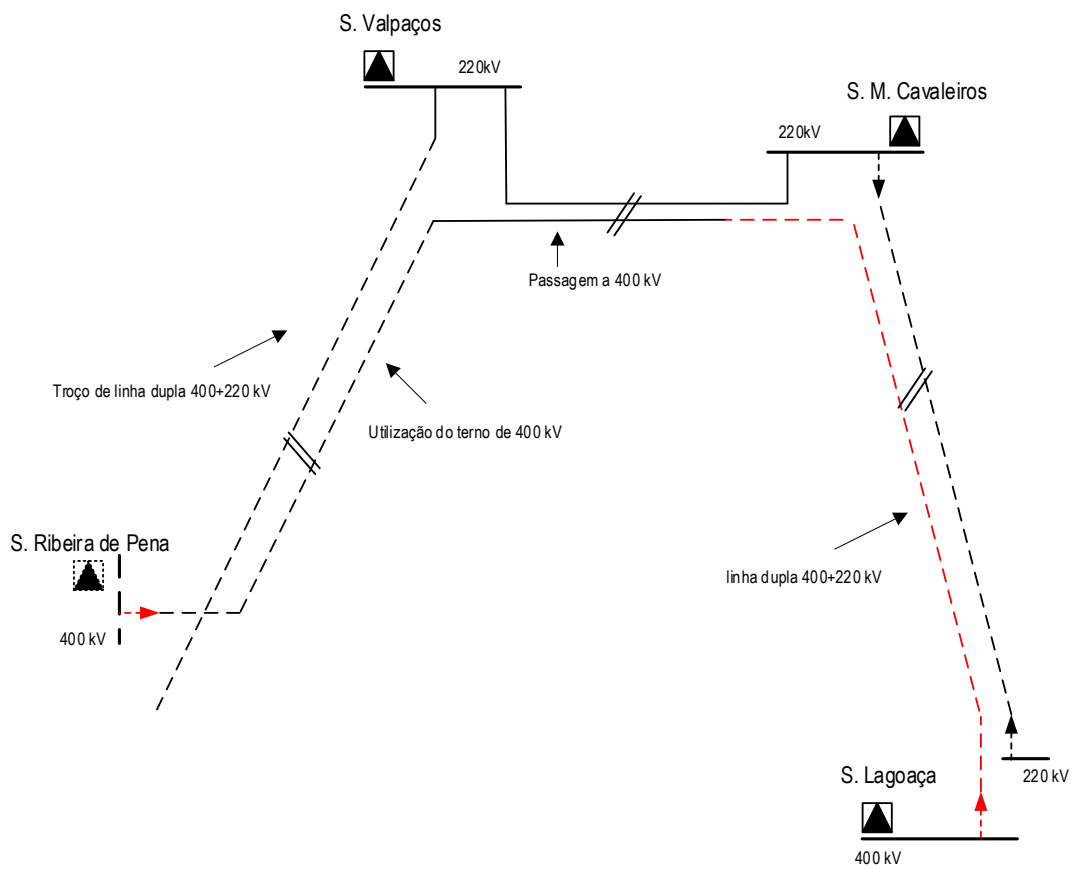 S. Valpaços
220kV
S. M. Cavaleiros
220kV
Passagem a 400 kV
Troço de linha dupla 400+220 kV
Utilização do terno de 400 kV
S. Ribeira de Pena
400 kV
linha dupla 400+220 kV
S. Lagoaça
220 kV
400 kV